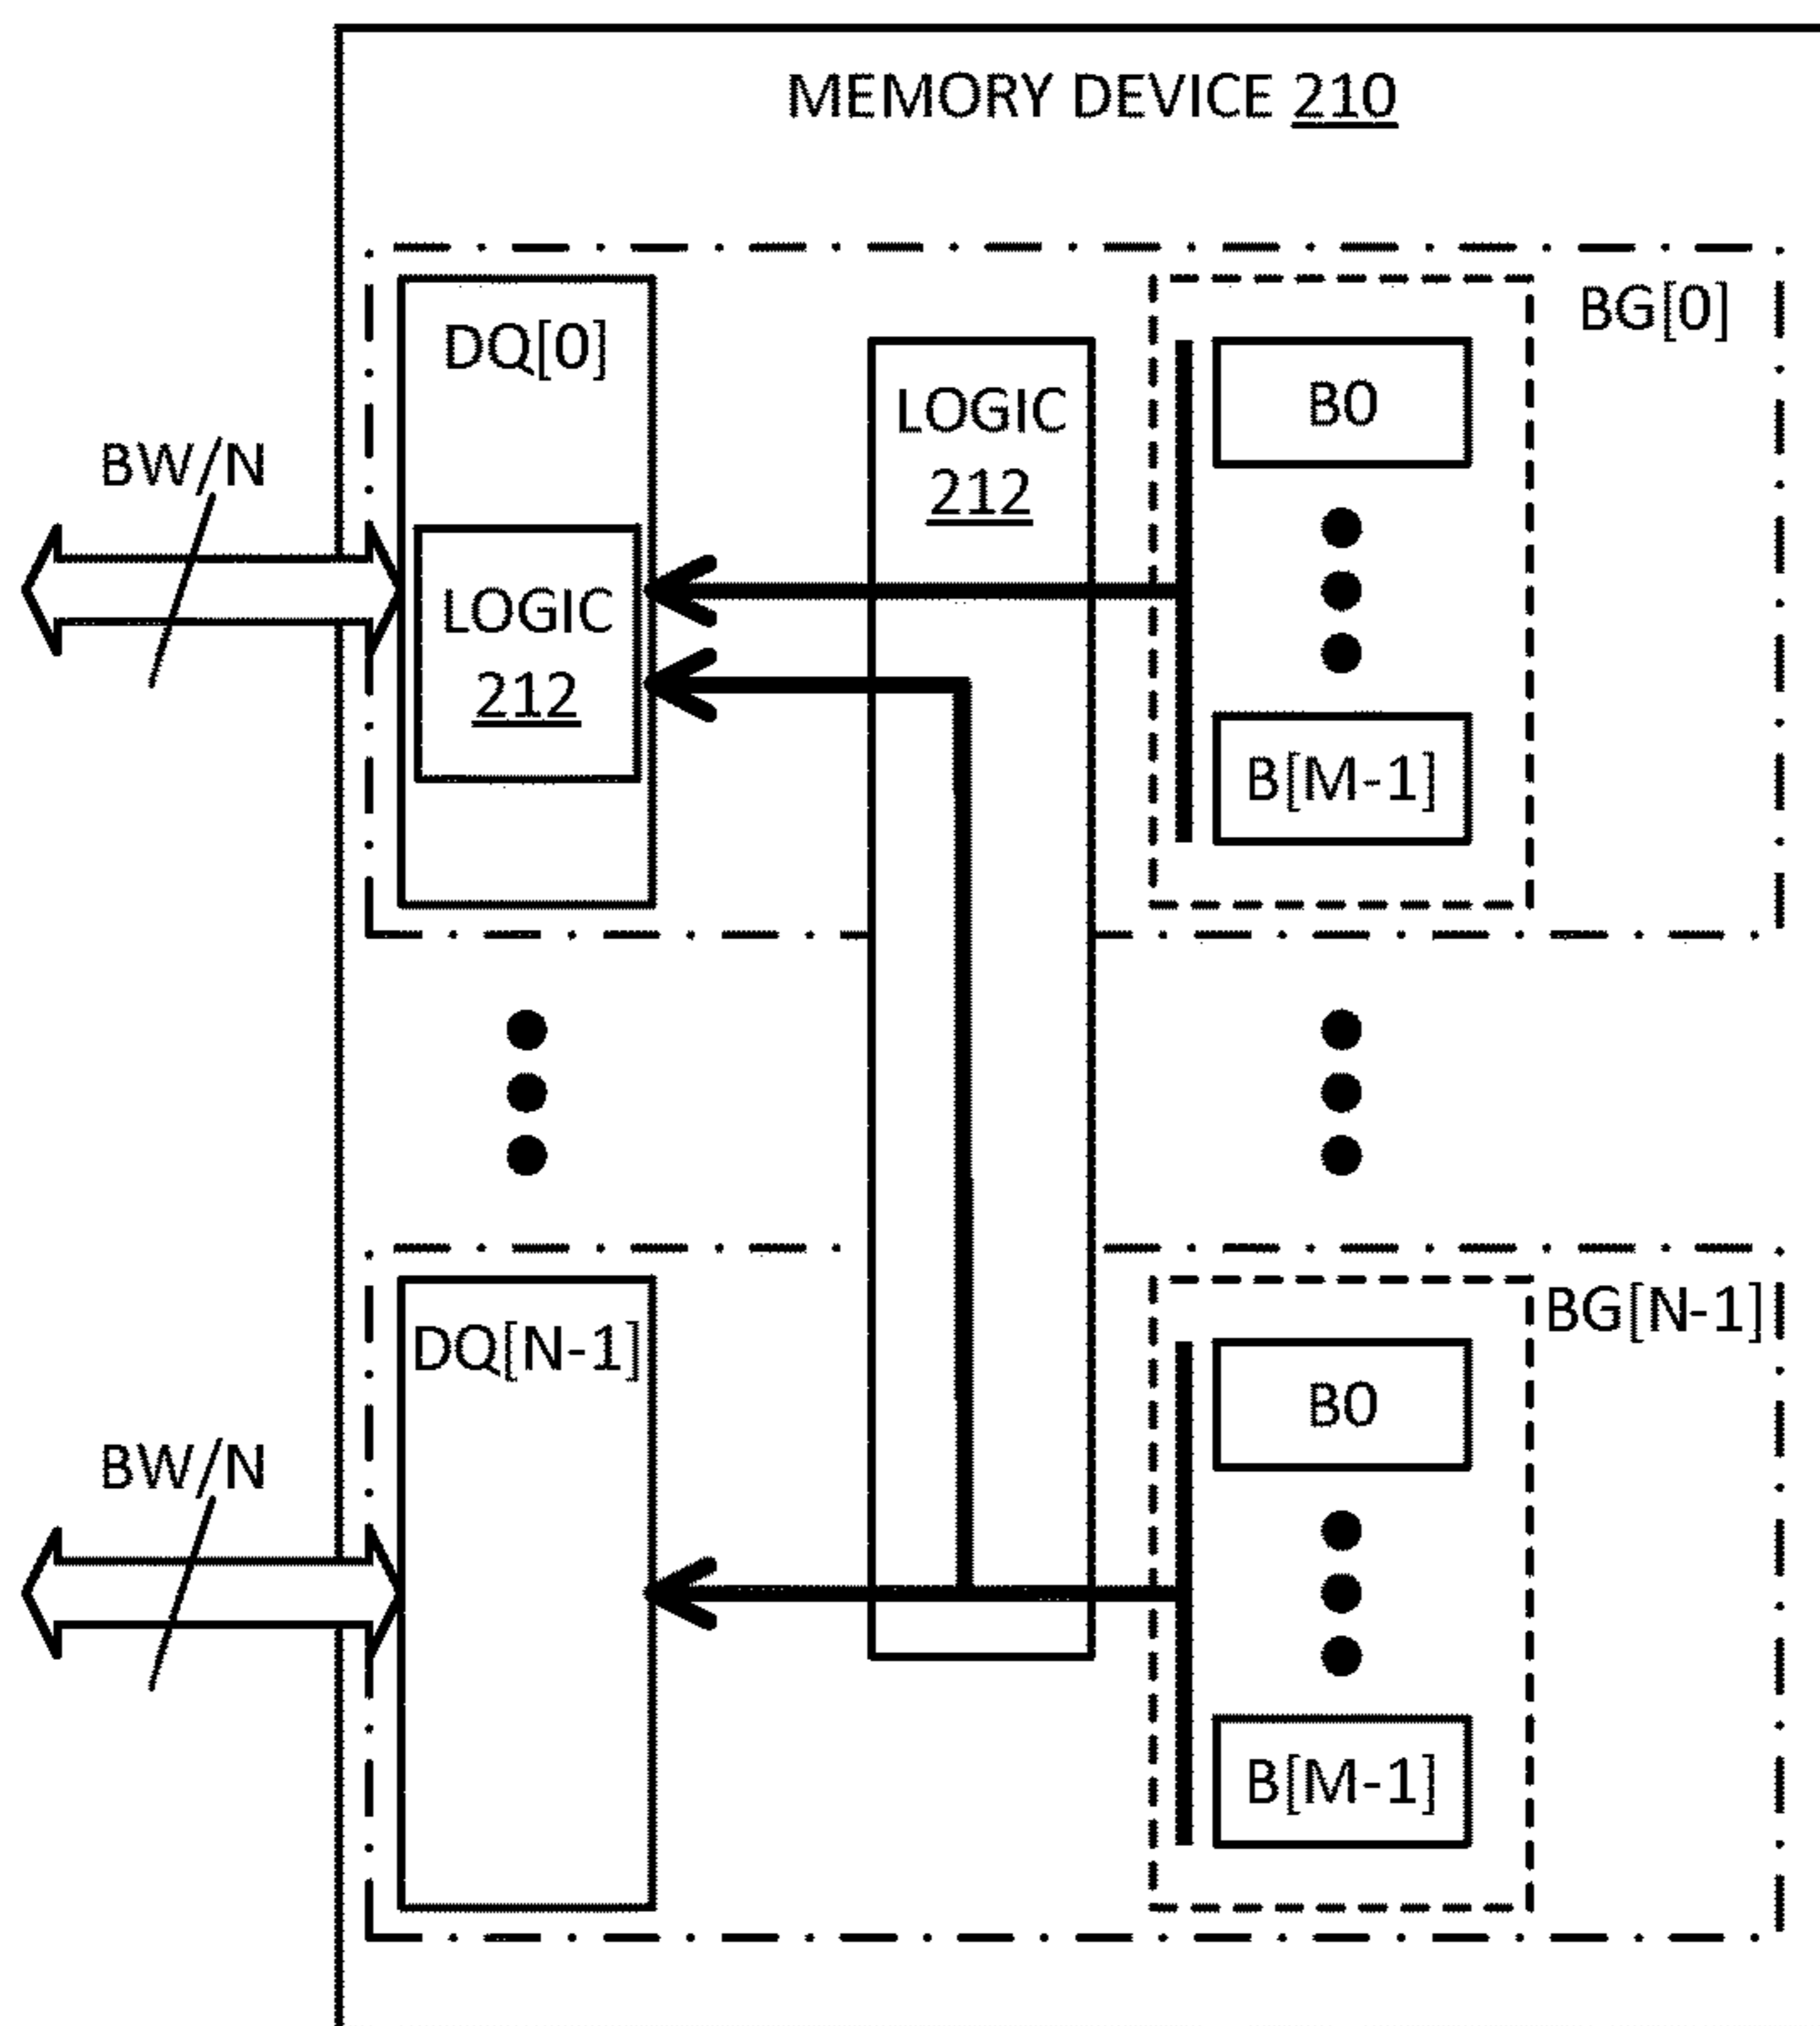 MEMORY DEVICE 210
BG[0]
DQ[0]
LOGIC
212
B0
BW/N
LOGIC
212
B[M-1]
BG[N-1]
DQ[N-1]
B0
BW/N
B[M-1]